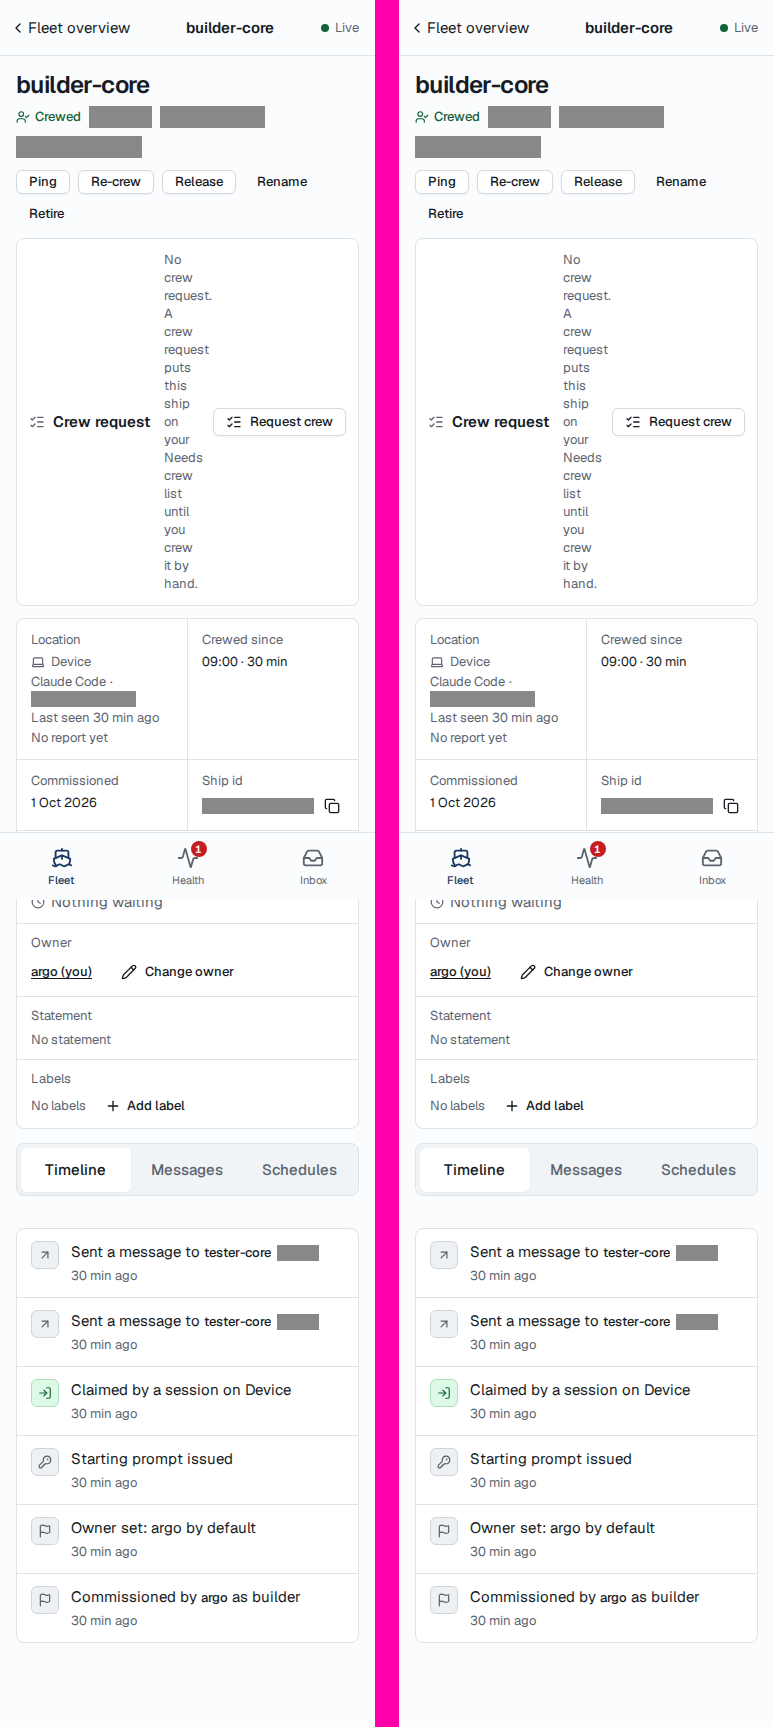 Fleet overview builder-core Live
builder-core
Crewed
Ping Re-crew Release Rename
Retire
No
crew
request.
A
crew
request
puts
this
ship
Crew request on Request crew
your
Needs
crew
list
until
you
crew
it by
hand.
Location Crewed since
Device 09:00 · 30 min
Claude Code ·
Last seen 30 min ago
No report yet
Commissioned Ship id
1 Oct 2026
1
Fleet Health Inbox
Nothing waiting
Owner
argo (you) Change owner
Statement
No statement
Labels
No labels Add label
Timeline Messages Schedules
Sent a message to tester-core
30 min ago
Sent a message to tester-core
30 min ago
Claimed by a session on Device
30 min ago
Starting prompt issued
30 min ago
Owner set: argo by default
30 min ago
Commissioned by argo as builder
30 min ago
Fleet overview builder-core Live
builder-core
Crewed
Ping Re-crew Release Rename
Retire
No
crew
request.
A
crew
request
puts
this
ship
Crew request on Request crew
your
Needs
crew
list
until
you
crew
it by
hand.
Location Crewed since
Device 09:00 · 30 min
Claude Code ·
Last seen 30 min ago
No report yet
Commissioned Ship id
1 Oct 2026
1
Fleet Health Inbox
Nothing waiting
Owner
argo (you) Change owner
Statement
No statement
Labels
No labels Add label
Timeline Messages Schedules
Sent a message to tester-core
30 min ago
Sent a message to tester-core
30 min ago
Claimed by a session on Device
30 min ago
Starting prompt issued
30 min ago
Owner set: argo by default
30 min ago
Commissioned by argo as builder
30 min ago